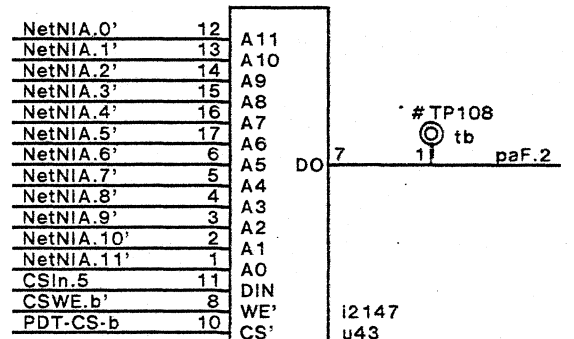 NetNIA.0' 12 A11
NetNIA.1' 13 A10
NetNIA.2' 14 A9
NetNIA.3' 15 A8
NetNIA.4' 16 A7
NetNIA.5' 17 A6
NetNIA.6' 6 A5
NetNIA.7' 5 A4
NetNIA.8' 4 A3
NetNIA.9' 3 A2
NetNIA.10' 2 A1
NetNIA.11' 1 A0
CSIn.5 11 DIN
CSWE.b' 8 WE'
PDT-CS-b 10 CS'
DO 7
#TP108
tb
1 paF.2
i2147
u43